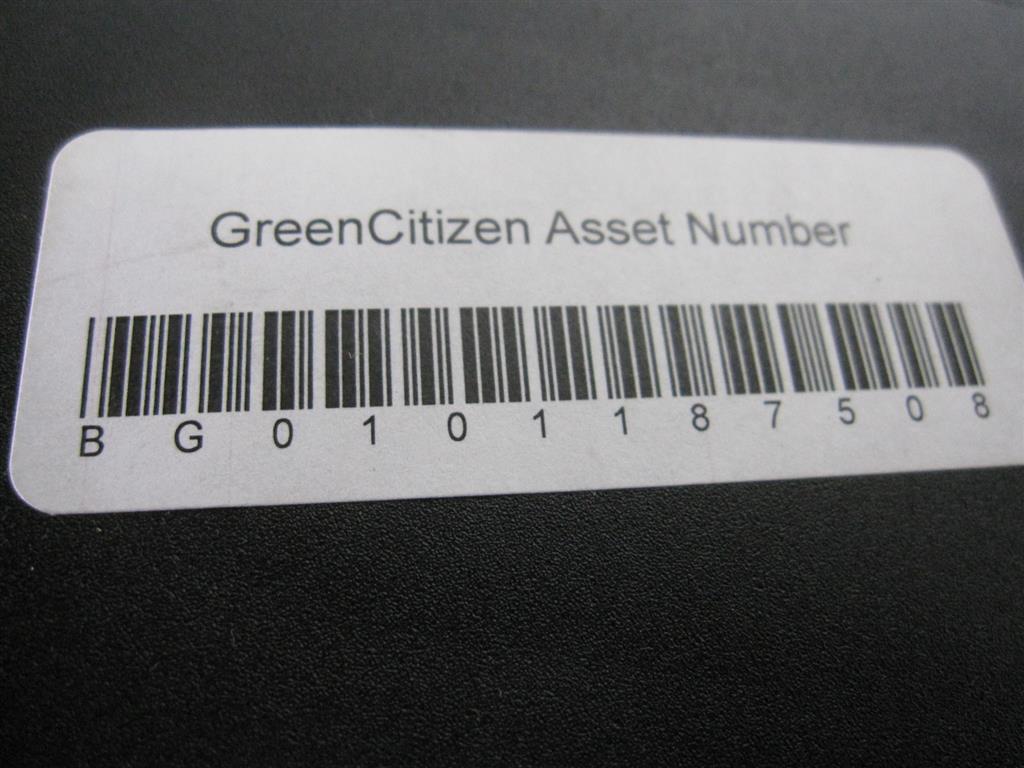 GreenCitizen Asset Number
B G 0 1 0 1 1 8 7 5 0 8